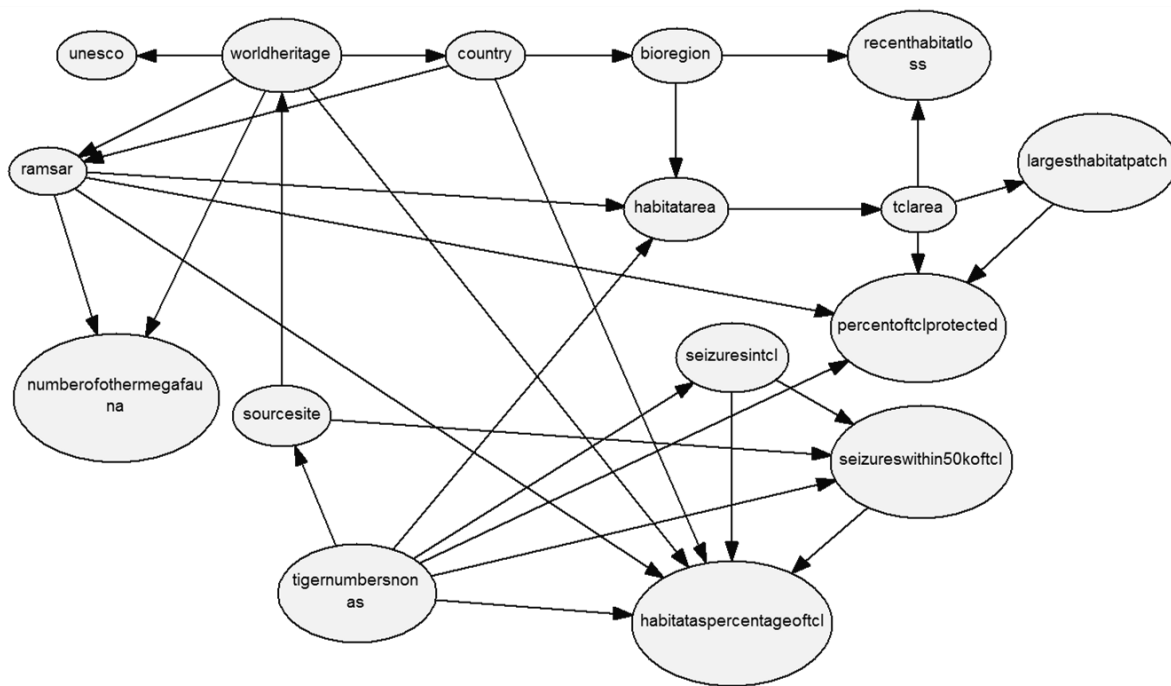 unesco
worldheritage
country
bioregion
recenthabitatlo
ss
largesthabitatpatch
ramsar
habitatarea
tclarea
percentoftclprotected
seizuresintcl
numberofothermegafau
na
sourcesite
seizureswithin50koftcl
tigernumbersnon
as
habitataspercentageoftcl